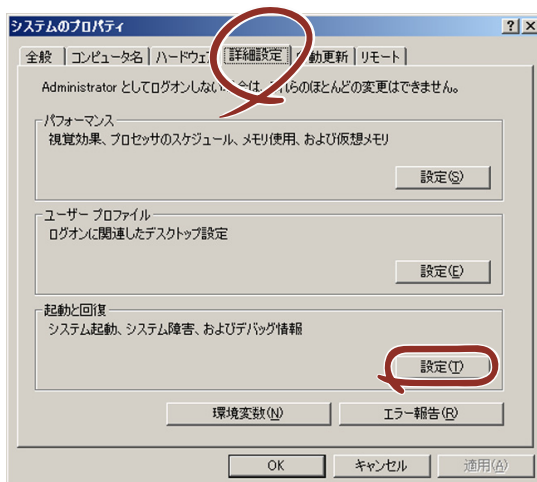 システムのプロパティ
全般 コンピュータ名 ハードウェア 詳細設定 動更新 リモート
Administrator としてログオンしない らのほとんどの変更はできません。
パフォーマンス
視覚効果、プロセッサのスケジュール、メモリ使用、および仮想メモリ
設定(S)
ユーザー プロファイル
ログオンに関連したデスクトップ設定
設定(E)
起動と回復
システム起動、システム障害、およびデバッグ情報
設定(T)
環境変数(N) エラー報告(R)
OK キャンセル 適用(A)